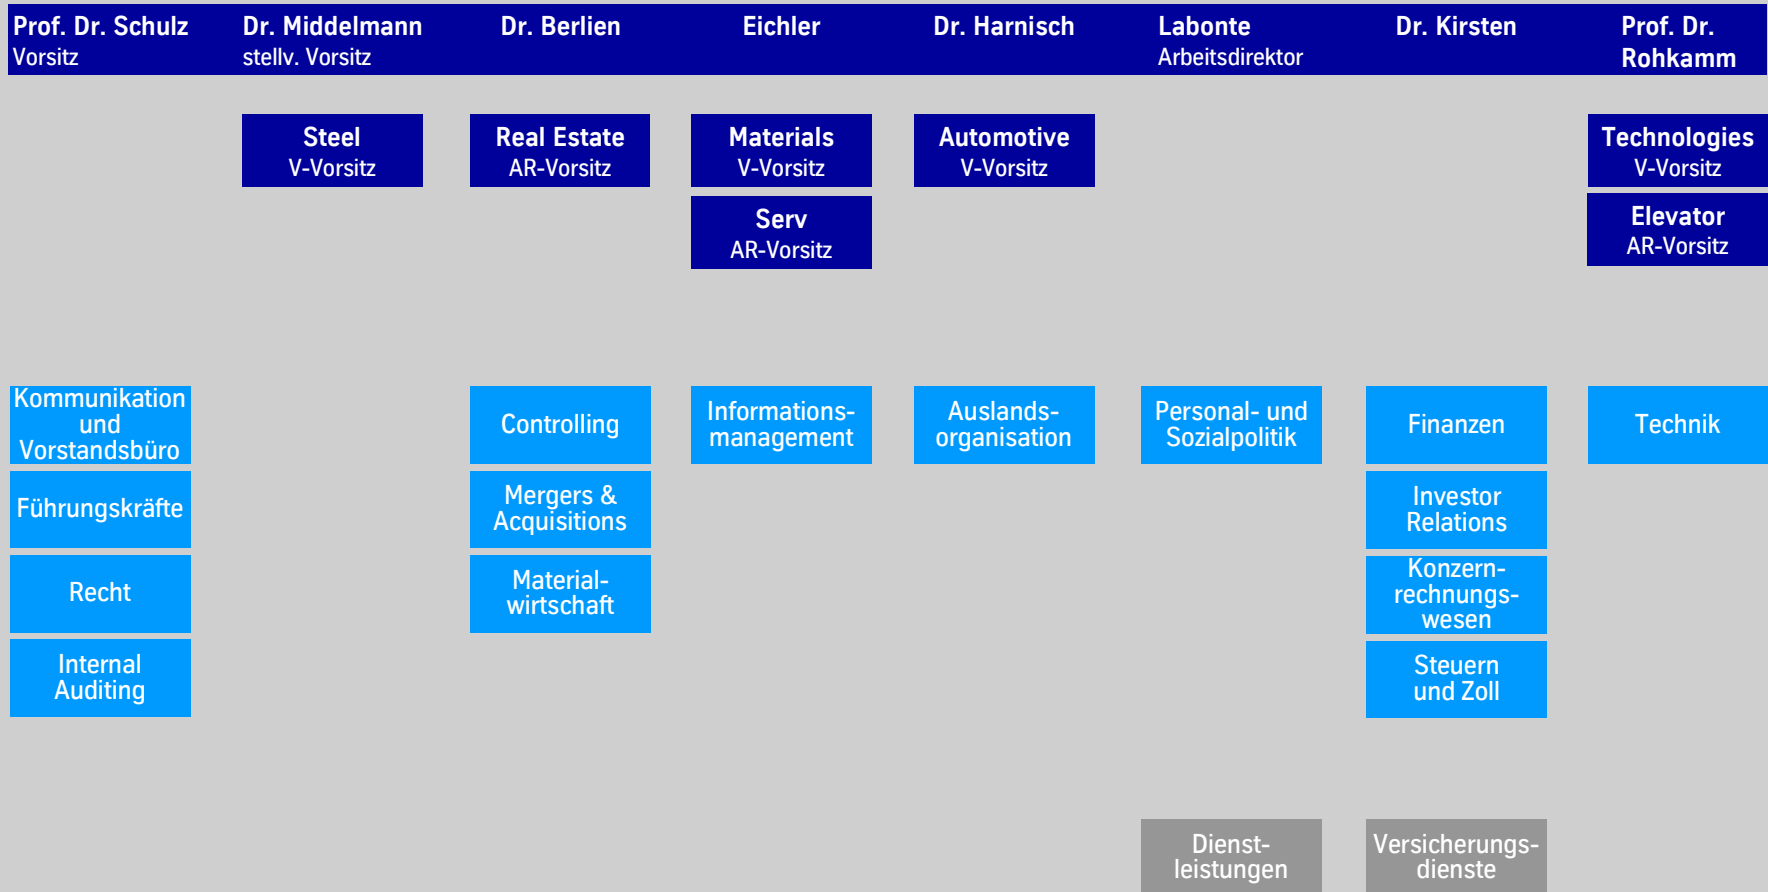 Prof. Dr. Schulz
Vorsitz
Dr. Middelmann
stellv. Vorsitz
Dr. Berlien
Eichler
Dr. Harnisch
Labonte
Arbeitsdirektor
Dr. Kirsten
Prof. Dr.
Rohkamm
Steel
V-Vorsitz
Real Estate
AR-Vorsitz
Materials
V-Vorsitz
Automotive
V-Vorsitz
Technologies
V-Vorsitz
Serv
AR-Vorsitz
Elevator
AR-Vorsitz
Kommunikation
und
Vorstandsbüro
Controlling
Informations-
management
Auslands-
organisation
Personal- und
Sozialpolitik
Finanzen
Technik
Führungskräfte
Mergers &
Acquisitions
Investor
Relations
Recht
Material-
wirtschaft
Konzern-
rechnungs-
wesen
Internal
Auditing
Steuern
und Zoll
Dienst-
leistungen
Versicherungs-
dienste